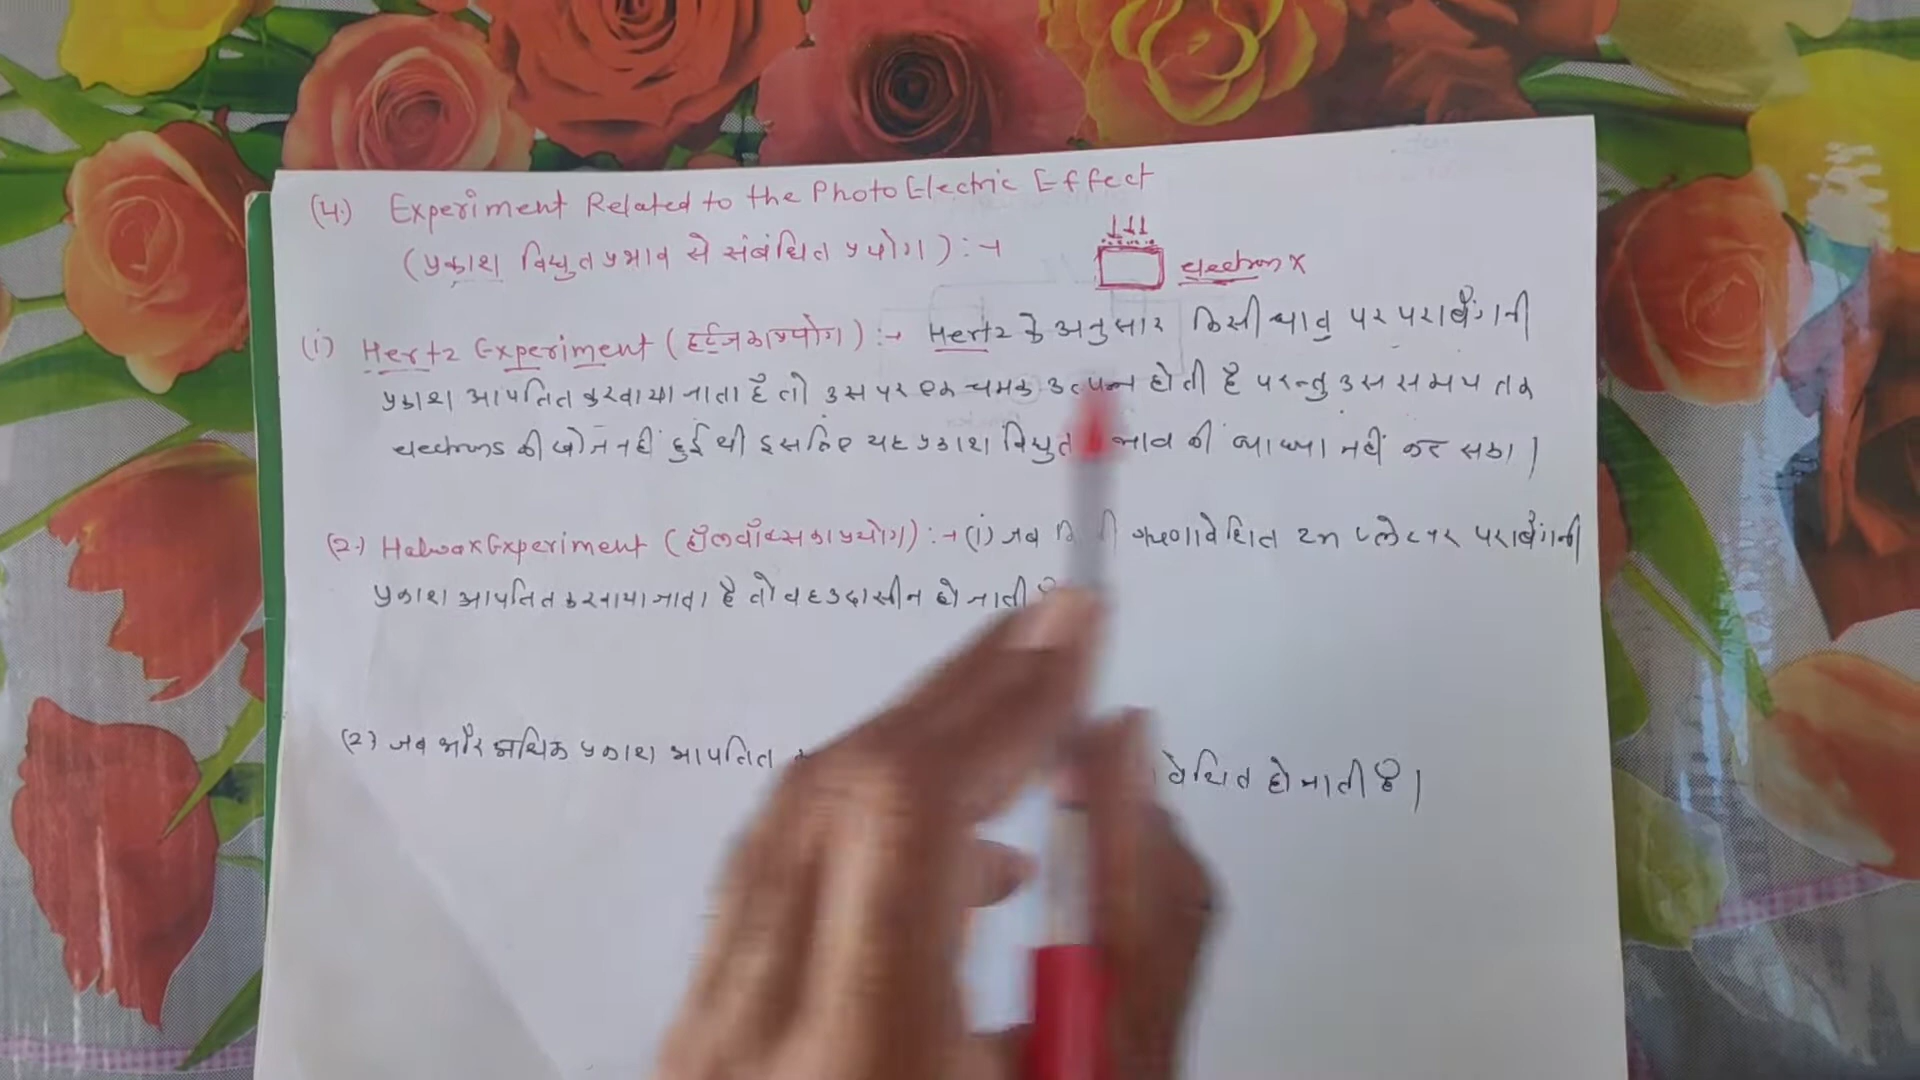 (4.) Experiment Related to the Photo Electric Effect
(प्रकाश विद्युत प्रभाव से संबंधित प्रयोग) :→
electron x
(i) Hertz Experiment (हर्ट्ज का प्रयोग) :→ Hertz के अनुसार किसी धातु पर पराबैंगनी
प्रकाश आपतित करवाया जाता है तो उस पर एक चमक उत्पन्न होती है परन्तु उस समय तक
electrons की खोज नहीं हुई थी इसलिए यह प्रकाश विद्युत की व्याख्या नहीं कर सका।
(2.) Halwax Experiment (हॉलवॉक्स का प्रयोग) :→ (i) जब ऋणावेशित प्लेट पर पराबैंगनी
प्रकाश आपतित करवाया जाता है तो वह उदासीन हो जाती
(2) जब और अधिक प्रकाश आपतित वेशित हो जाती है।